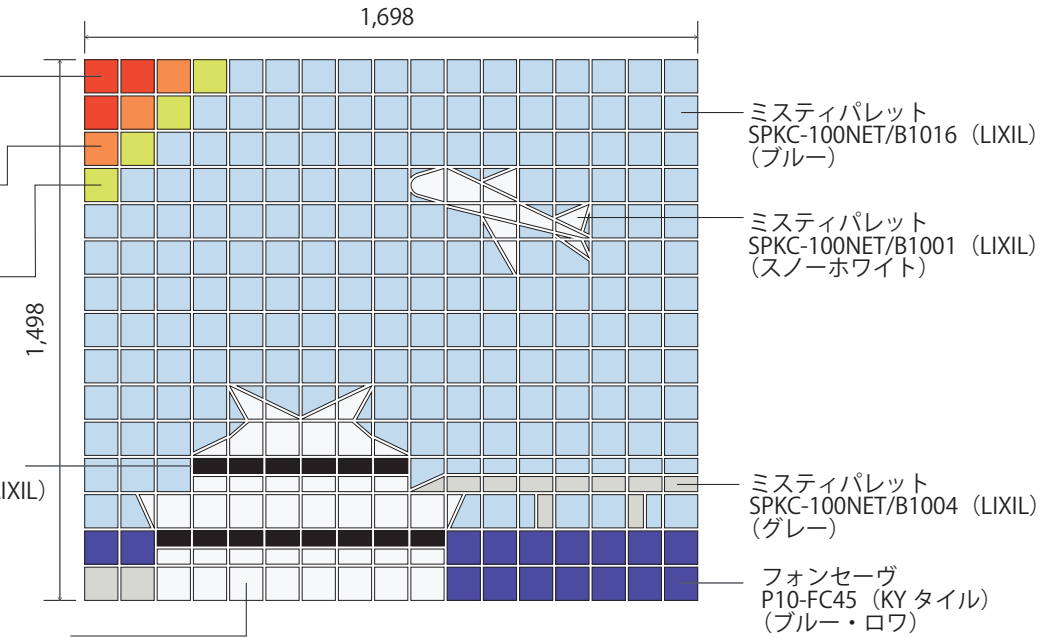 1,698
1,498
ミスティパレット
SPKC-100NET/B1016（LIXIL）
（ブルー）
ミスティパレット
SPKC-100NET/B1001（LIXIL）
（スノーホワイト）
IXIL）
ミスティパレット
SPKC-100NET/B1004（LIXIL）
（グレー）
フォンセーヴ
P10-FC45（KY タイル）
（ブルー・ロワ）